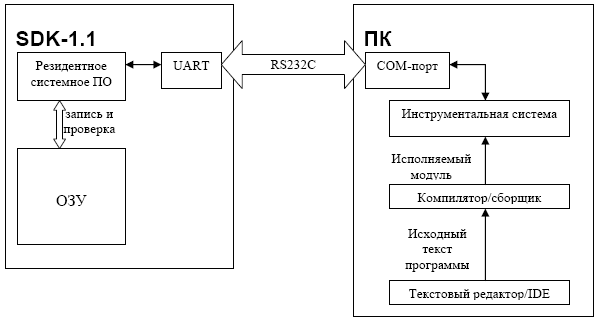 SDK-1.1
Резидентное
системное ПО
UART
запись и
проверка
ОЗУ
RS232C
ПК
COM-порт
Инструментальная система
Исполняемый
модуль
Компилятор/сборщик
Исходный
текст
программы
Текстовый редактор/IDE